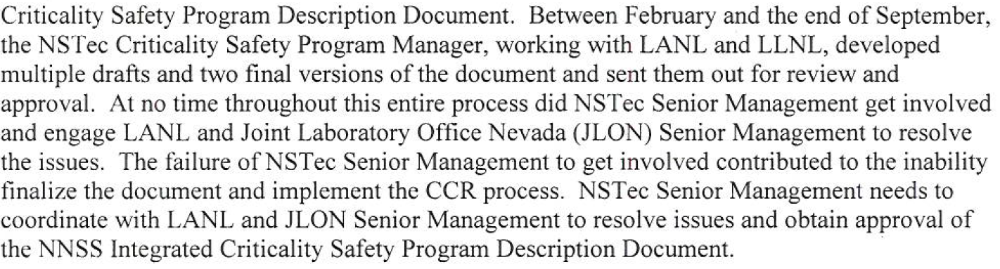 Criticality Safety Program Description Document.  Between February and the end of September,
the NSTec Criticality Safety Program Manager, working with LANL and LLNL, developed
multiple drafts and two final versions of the document and sent them out for review and
approval.  At no time throughout this entire process did NSTec Senior Management get involved
and engage LANL and Joint Laboratory Office Nevada (JLON) Senior Management to resolve
the issues.  The failure of NSTec Senior Management to get involved contributed to the inability
finalize the document and implement the CCR process.  NSTec Senior Management needs to
coordinate with LANL and JLON Senior Management to resolve issues and obtain approval of
the NNSS Integrated Criticality Safety Program Description Document.